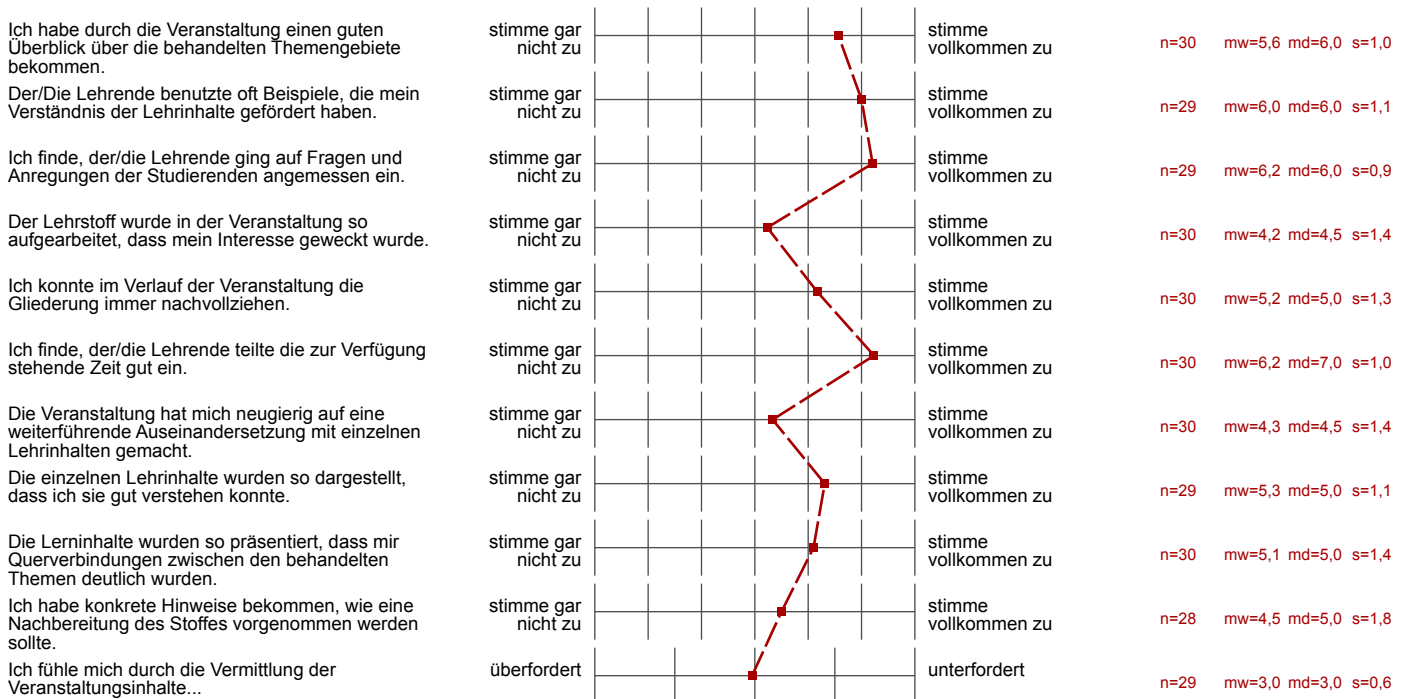 Ich habe durch die Veranstaltung einen guten
Überblick über die behandelten Themengebiete
bekommen.
stimme gar
nicht zu
stimme
vollkommen zu
n=30 mw=5,6 md=6,0 s=1,0
Der/Die Lehrende benutzte oft Beispiele, die mein
Verständnis der Lehrinhalte gefördert haben.
stimme gar
nicht zu
stimme
vollkommen zu
n=29 mw=6,0 md=6,0 s=1,1
Ich finde, der/die Lehrende ging auf Fragen und
Anregungen der Studierenden angemessen ein.
stimme gar
nicht zu
stimme
vollkommen zu
n=29 mw=6,2 md=6,0 s=0,9
Der Lehrstoff wurde in der Veranstaltung so
aufgearbeitet, dass mein Interesse geweckt wurde.
stimme gar
nicht zu
stimme
vollkommen zu
n=30 mw=4,2 md=4,5 s=1,4
Ich konnte im Verlauf der Veranstaltung die
Gliederung immer nachvollziehen.
stimme gar
nicht zu
stimme
vollkommen zu
n=30 mw=5,2 md=5,0 s=1,3
Ich finde, der/die Lehrende teilte die zur Verfügung
stehende Zeit gut ein.
stimme gar
nicht zu
stimme
vollkommen zu
n=30 mw=6,2 md=7,0 s=1,0
Die Veranstaltung hat mich neugierig auf eine
weiterführende Auseinandersetzung mit einzelnen
Lehrinhalten gemacht.
stimme gar
nicht zu
stimme
vollkommen zu
n=30 mw=4,3 md=4,5 s=1,4
Die einzelnen Lehrinhalte wurden so dargestellt,
dass ich sie gut verstehen konnte.
stimme gar
nicht zu
stimme
vollkommen zu
n=29 mw=5,3 md=5,0 s=1,1
Die Lerninhalte wurden so präsentiert, dass mir
Querverbindungen zwischen den behandelten
Themen deutlich wurden.
stimme gar
nicht zu
stimme
vollkommen zu
n=30 mw=5,1 md=5,0 s=1,4
Ich habe konkrete Hinweise bekommen, wie eine
Nachbereitung des Stoffes vorgenommen werden
sollte.
stimme gar
nicht zu
stimme
vollkommen zu
n=28 mw=4,5 md=5,0 s=1,8
Ich fühle mich durch die Vermittlung der
Veranstaltungsinhalte...
überfordert
unterfordert
n=29 mw=3,0 md=3,0 s=0,6